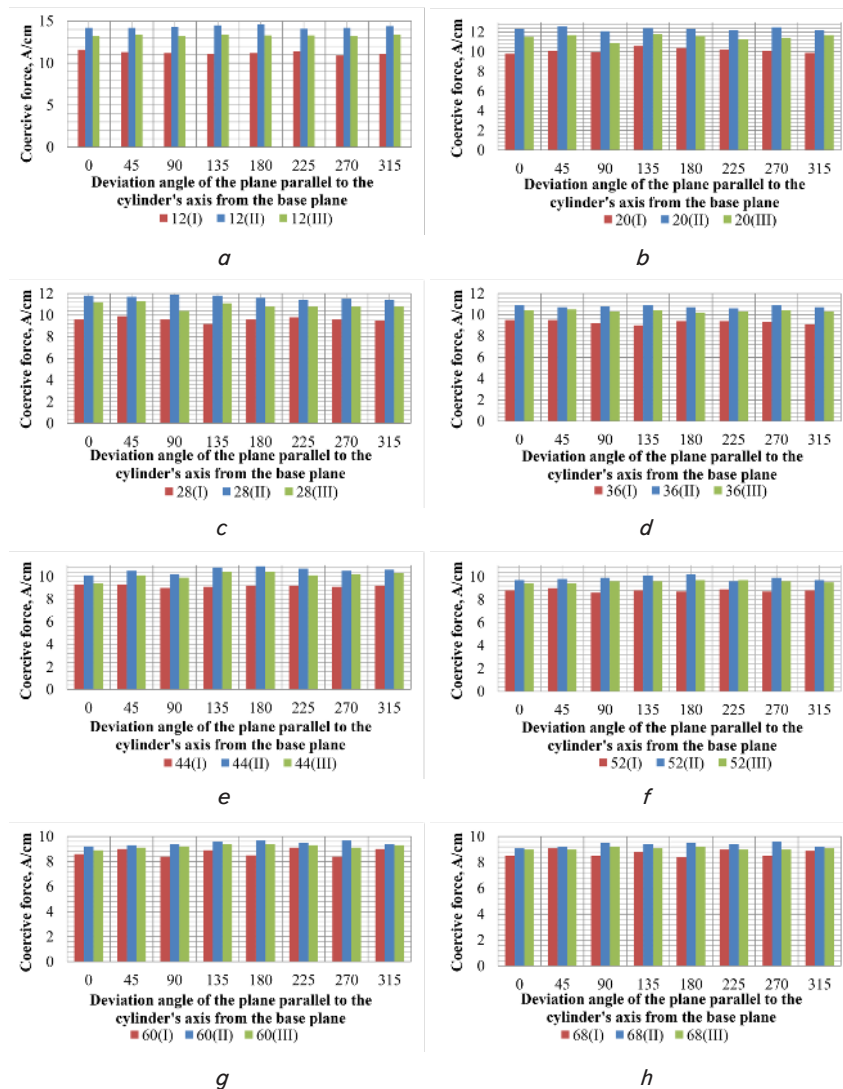 Coercive force, A/cm
15
10
5
0
0 45 90 135 180 225 270 315
Deviation angle of the plane parallel to the
cylinder's axis from the base plane
12(I) 12(II) 12(III)
a
Coercive force, A/cm
12
10
8
6
4
2
0
0 45 90 135 180 225 270 315
Deviation angle of the plane parallel to the
cylinder's axis from the base plane
20(I) 20(II) 20(III)
b
Coercive force, A/cm
12
10
8
6
4
2
0
0 45 90 135 180 225 270 315
Deviation angle of the plane parallel to the
cylinder's axis from the base plane
28(I) 28(II) 28(III)
c
Coercive force, A/cm
12
10
8
6
4
2
0
0 45 90 135 180 225 270 315
Deviation angle of the plane parallel to the
cylinder's axis from the base plane
36(I) 36(II) 36(III)
d
Coercive force, A/cm
10
8
6
4
2
0
0 45 90 135 180 225 270 315
Deviation angle of the plane parallel to the
cylinder's axis from the base plane
44(I) 44(II) 44(III)
e
Coercive force, A/cm
10
8
6
4
2
0
0 45 90 135 180 225 270 315
Deviation angle of the plane parallel to the
cylinder's axis from the base plane
52(I) 52(II) 52(III)
f
Coercive force, A/cm
10
8
6
4
2
0
0 45 90 135 180 225 270 315
Deviation angle of the plane parallel to the
cylinder's axis from the base plane
60(I) 60(II) 60(III)
g
Coercive force, A/cm
10
8
6
4
2
0
0 45 90 135 180 225 270 315
Deviation angle of the plane parallel to the
cylinder's axis from the base plane
68(I) 68(II) 68(III)
h